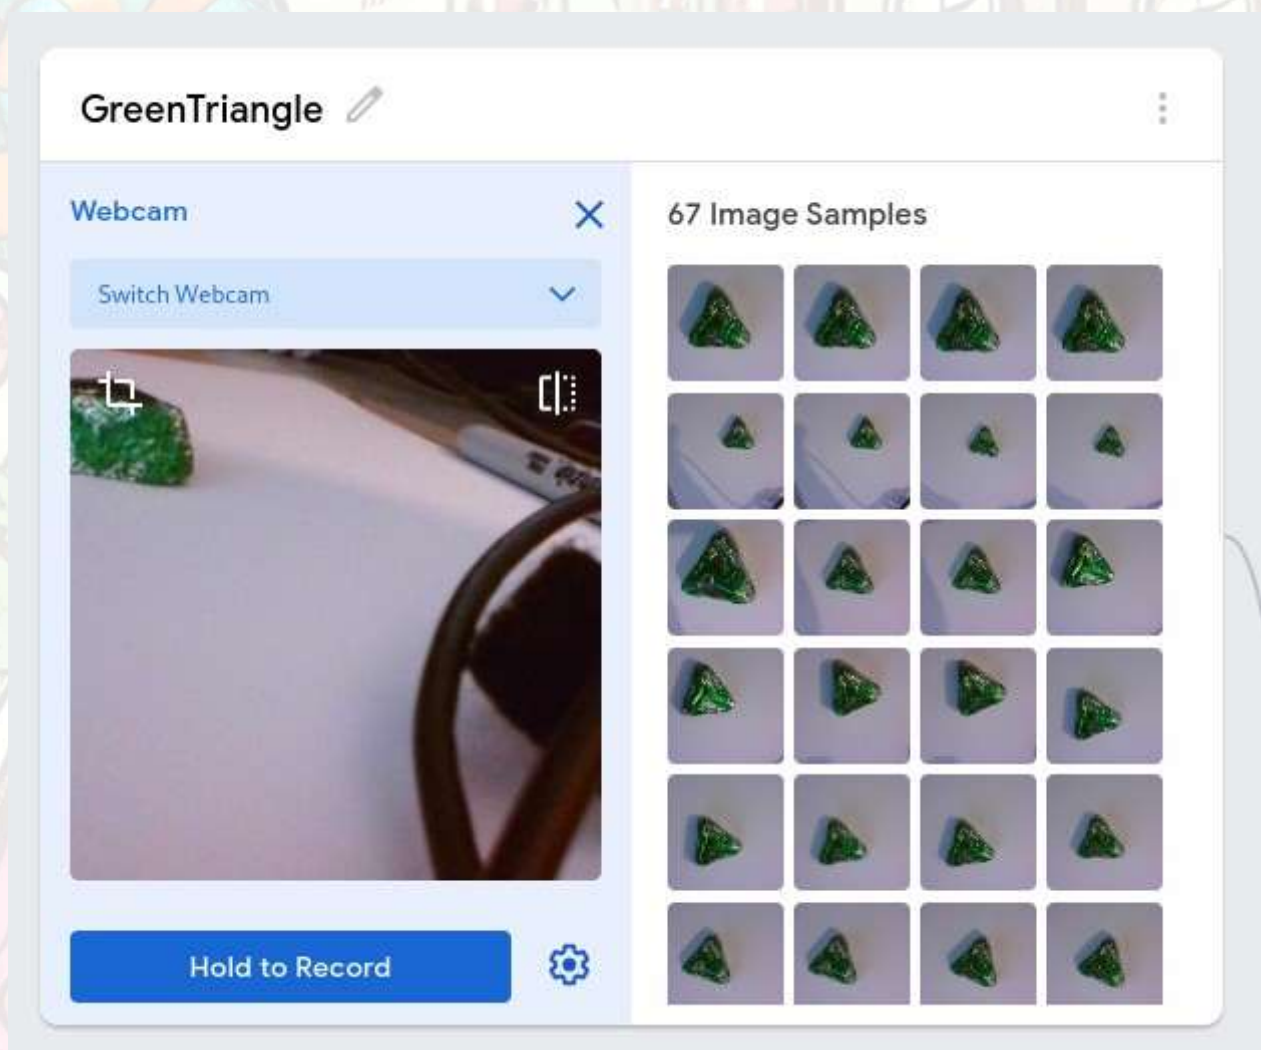 GreenTriangle
Webcam
67 Image Samples
Switch Webcam
Hold to Record